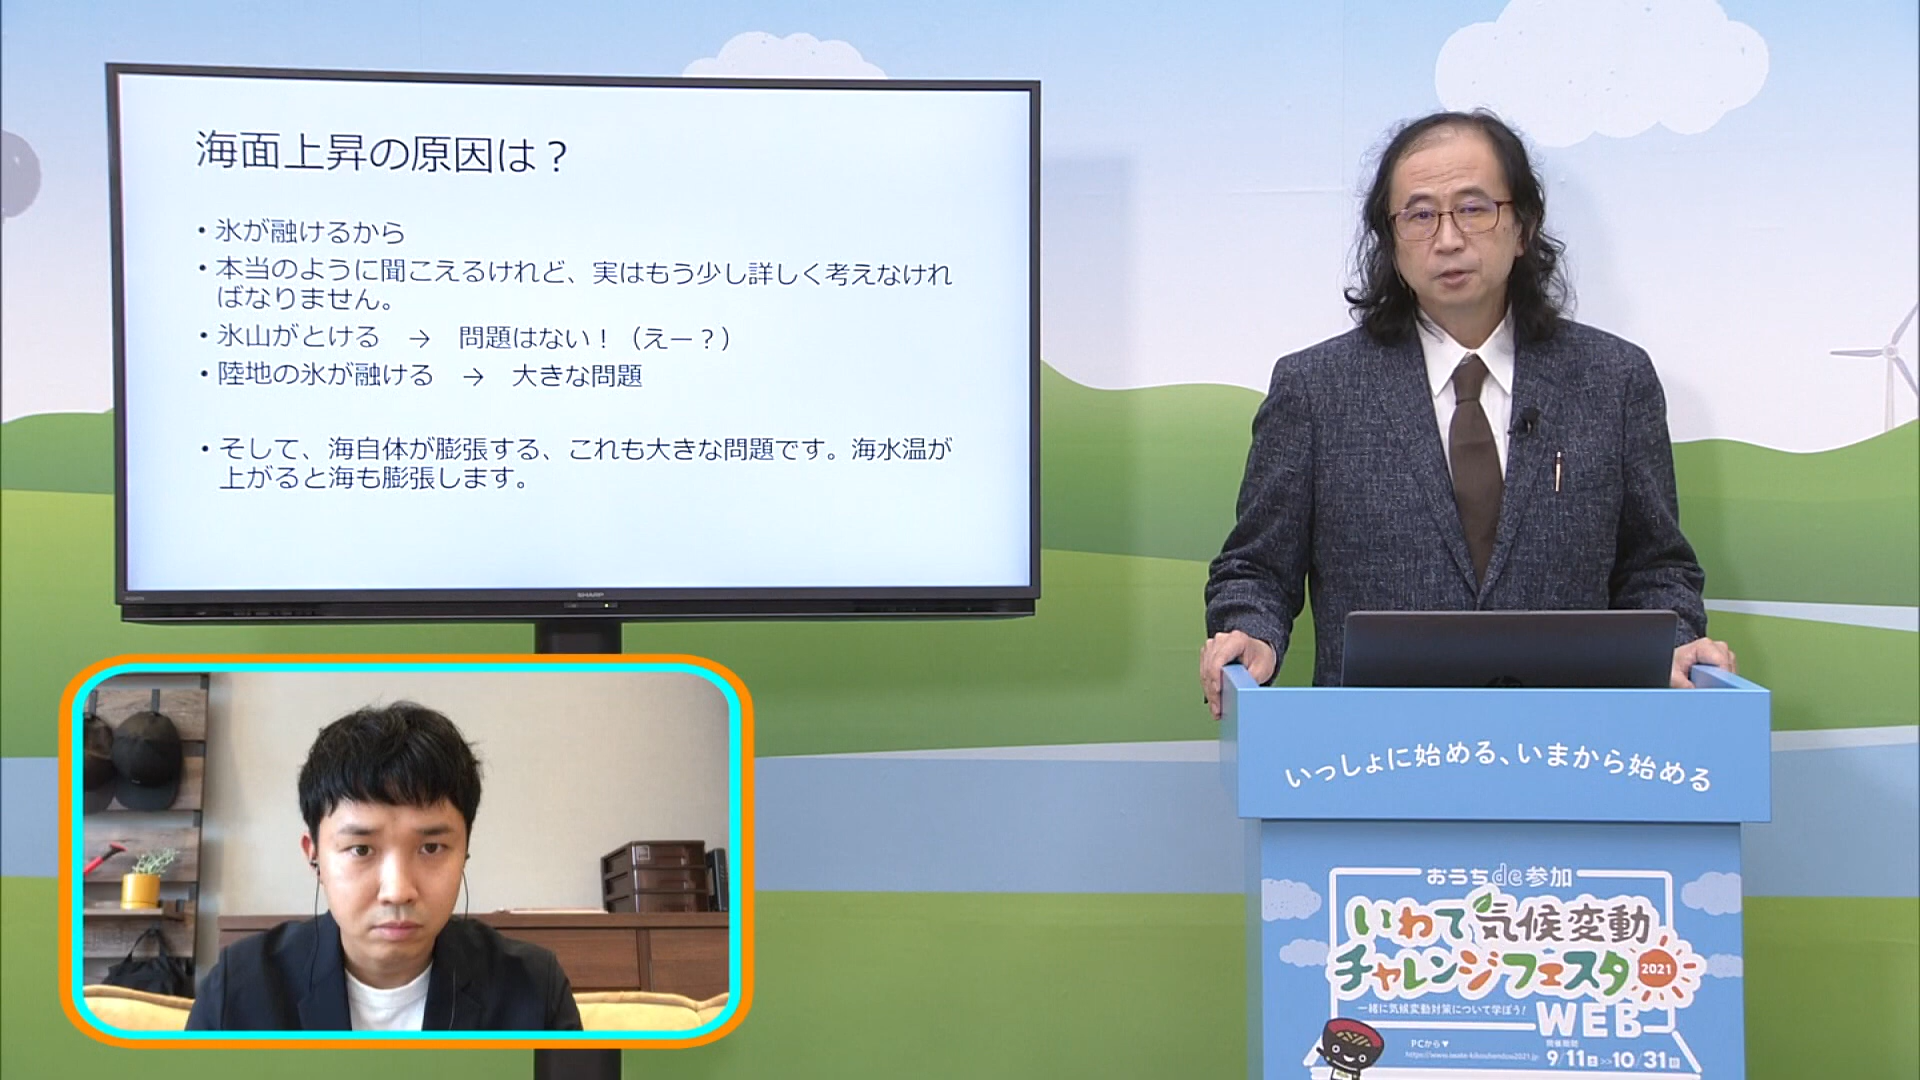 海面上昇の原因は？
・氷が融けるから
・本当のように聞こえるけれど、実はもう少し詳しく考えなけれ
ばなりません。
・氷山がとける　→　問題はない！（えー？）
・陸地の氷が融ける　→　大きな問題
・そして、海自体が膨張する、これも大きな問題です。海水温が
上がると海も膨張します。
SHARP
いっしょに始める、いまから始める
おうちde参加
いわて気候変動
チャレンジフェスタ
2021
一緒に気候変動対策について学ぼう！
WEB
PCから▼
開催期間
9/11土>>10/31日